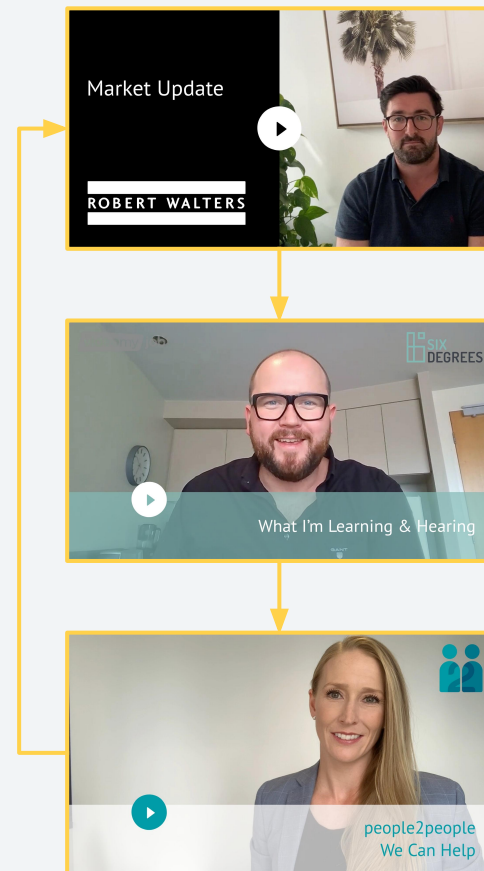 Market Update
ROBERT WALTERS
SIX
DEGREES
What I'm Learning & Hearing
people2people
We Can Help